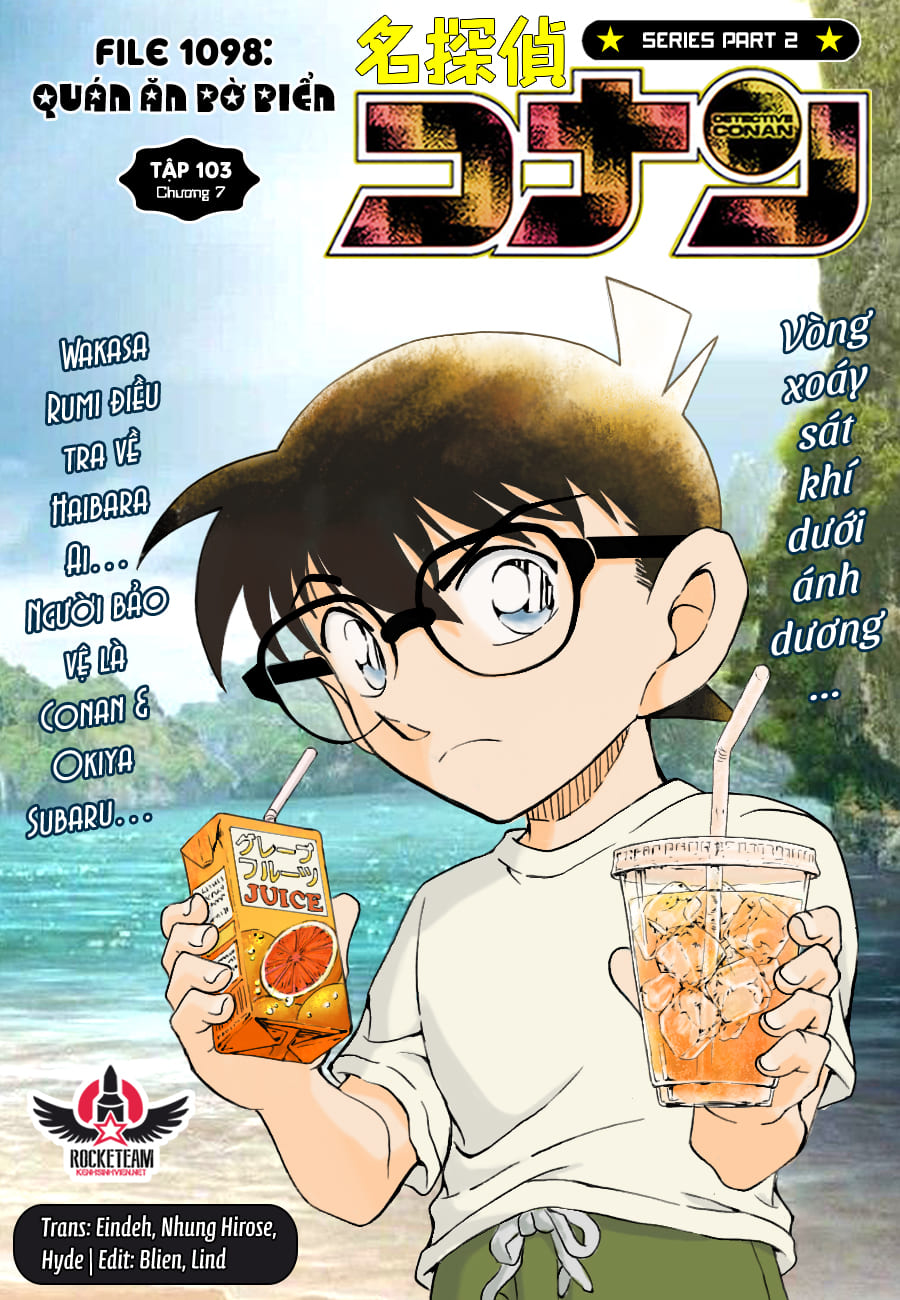 FILE 1098:
QUÁN ĂN BỜ BIỂN
TẬP 103
Chương 7
SERIES PART 2
名探偵
コナン
DETECTIVE
CONAN
WAKASA
RUMI ĐIỀU
TRA VỀ
HAIBARA
AI...
NGƯỜI BẢO
VỆ LÀ
CONAN &
OKIYA
SUBARU...
Vòng
xoáy
sát
khí
dưới
ánh
dương
...
グレープ
フルーツ
JUICE
ROCKETEAM
KENHSINHVIEN.NET
Trans: Eindeh, Nhung Hirose,
Hyde | Edit: Blien, Lind